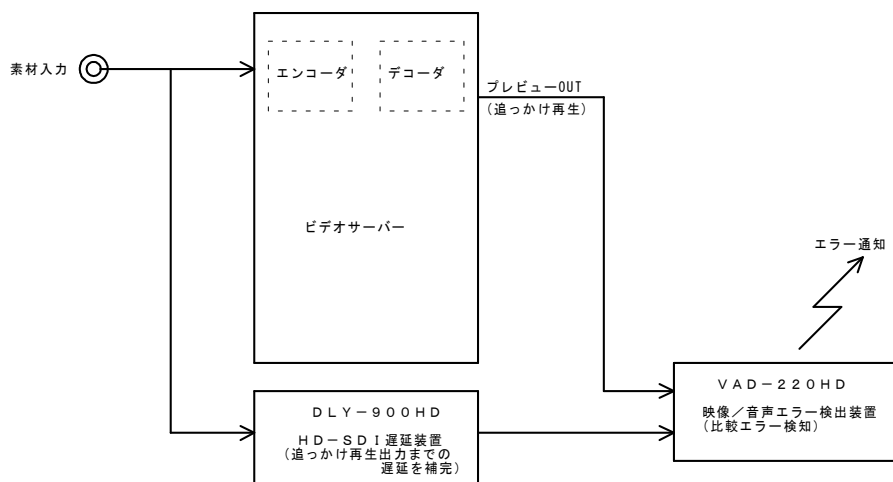 素材入力
エンコーダ
デコーダ
プレビューOUT
(追っかけ再生)
ビデオサーバー
エラー通知
VAD-220HD
映像/音声エラー検出装置
(比較エラー検知)
DLY-900HD
HD-SDI遅延装置
(追っかけ再生出力までの
遅延を補完)